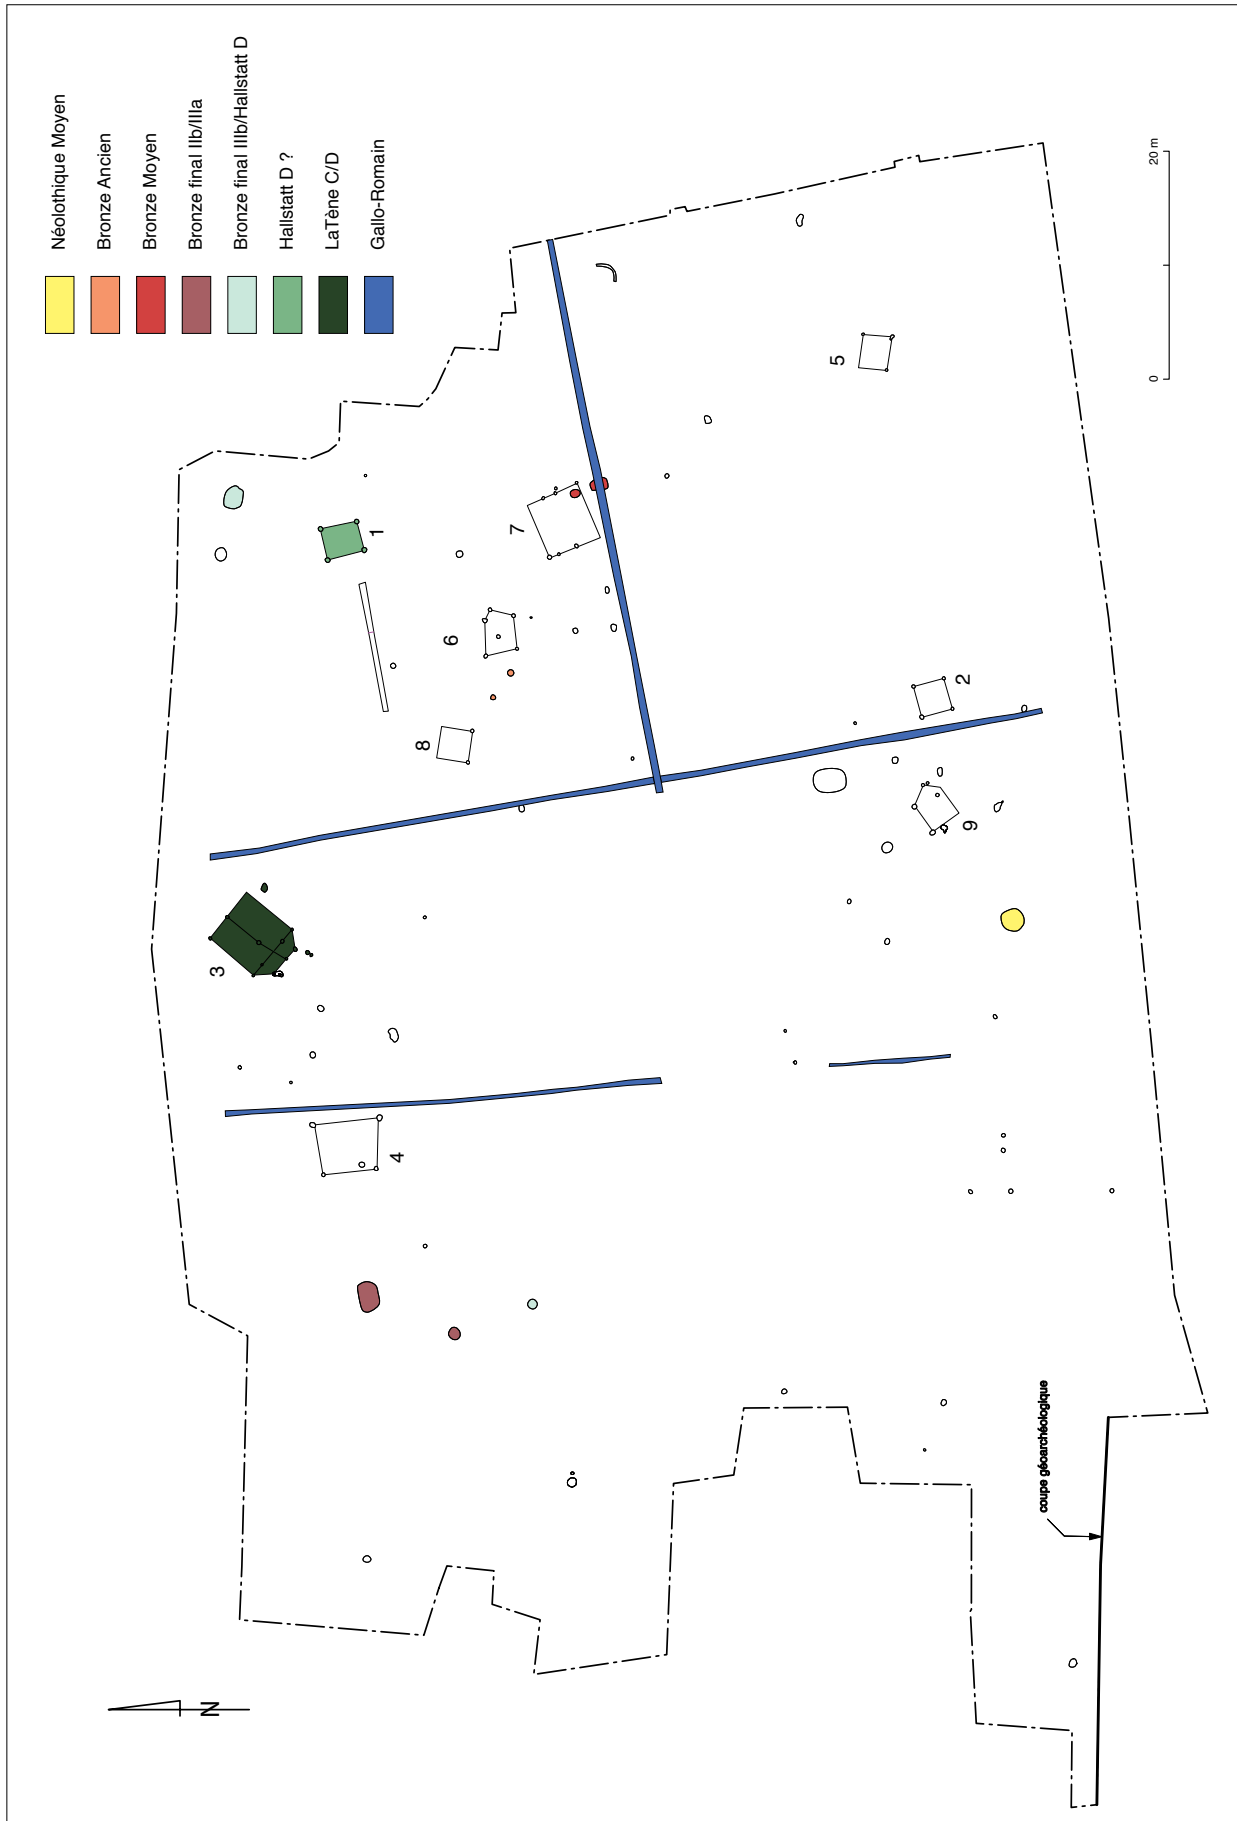 Néolothique Moyen
Bronze Ancien
Bronze Moyen
Bronze final IIb/IIIa
Bronze final IIIb/Hallstatt D
Hallstatt D ?
LaTène C/D
Gallo-Romain
1
2
3
4
5
6
7
8
9
0
20 m
coupe géoarchéologique
N